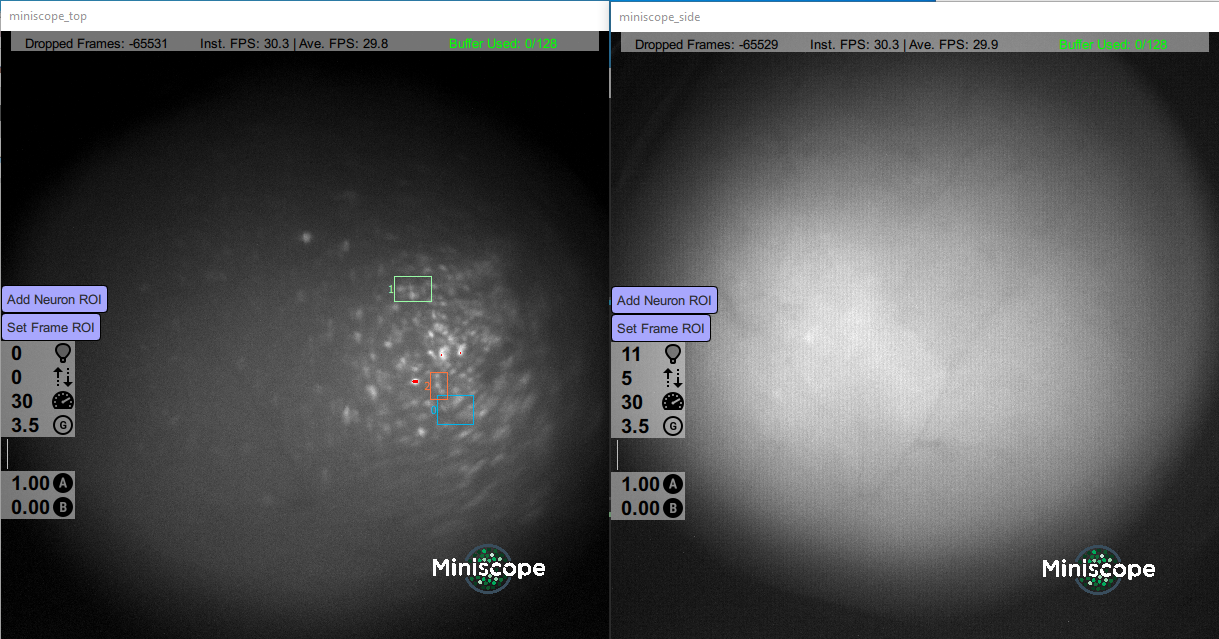 miniscope_top
Dropped Frames: -65531 Inst. FPS: 30.3 | Ave. FPS: 29.8 Buffer Used: 0/128
1
Add Neuron ROI
Set Frame ROI
0
0
30
3.5 G
2
0
1.00 A
0.00 B
Miniscope
miniscope_side
Dropped Frames: -65529 Inst. FPS: 30.3 | Ave. FPS: 29.9 Buffer Used: 0/128
Add Neuron ROI
Set Frame ROI
11
5
30
3.5 G
1.00 A
0.00 B
Miniscope